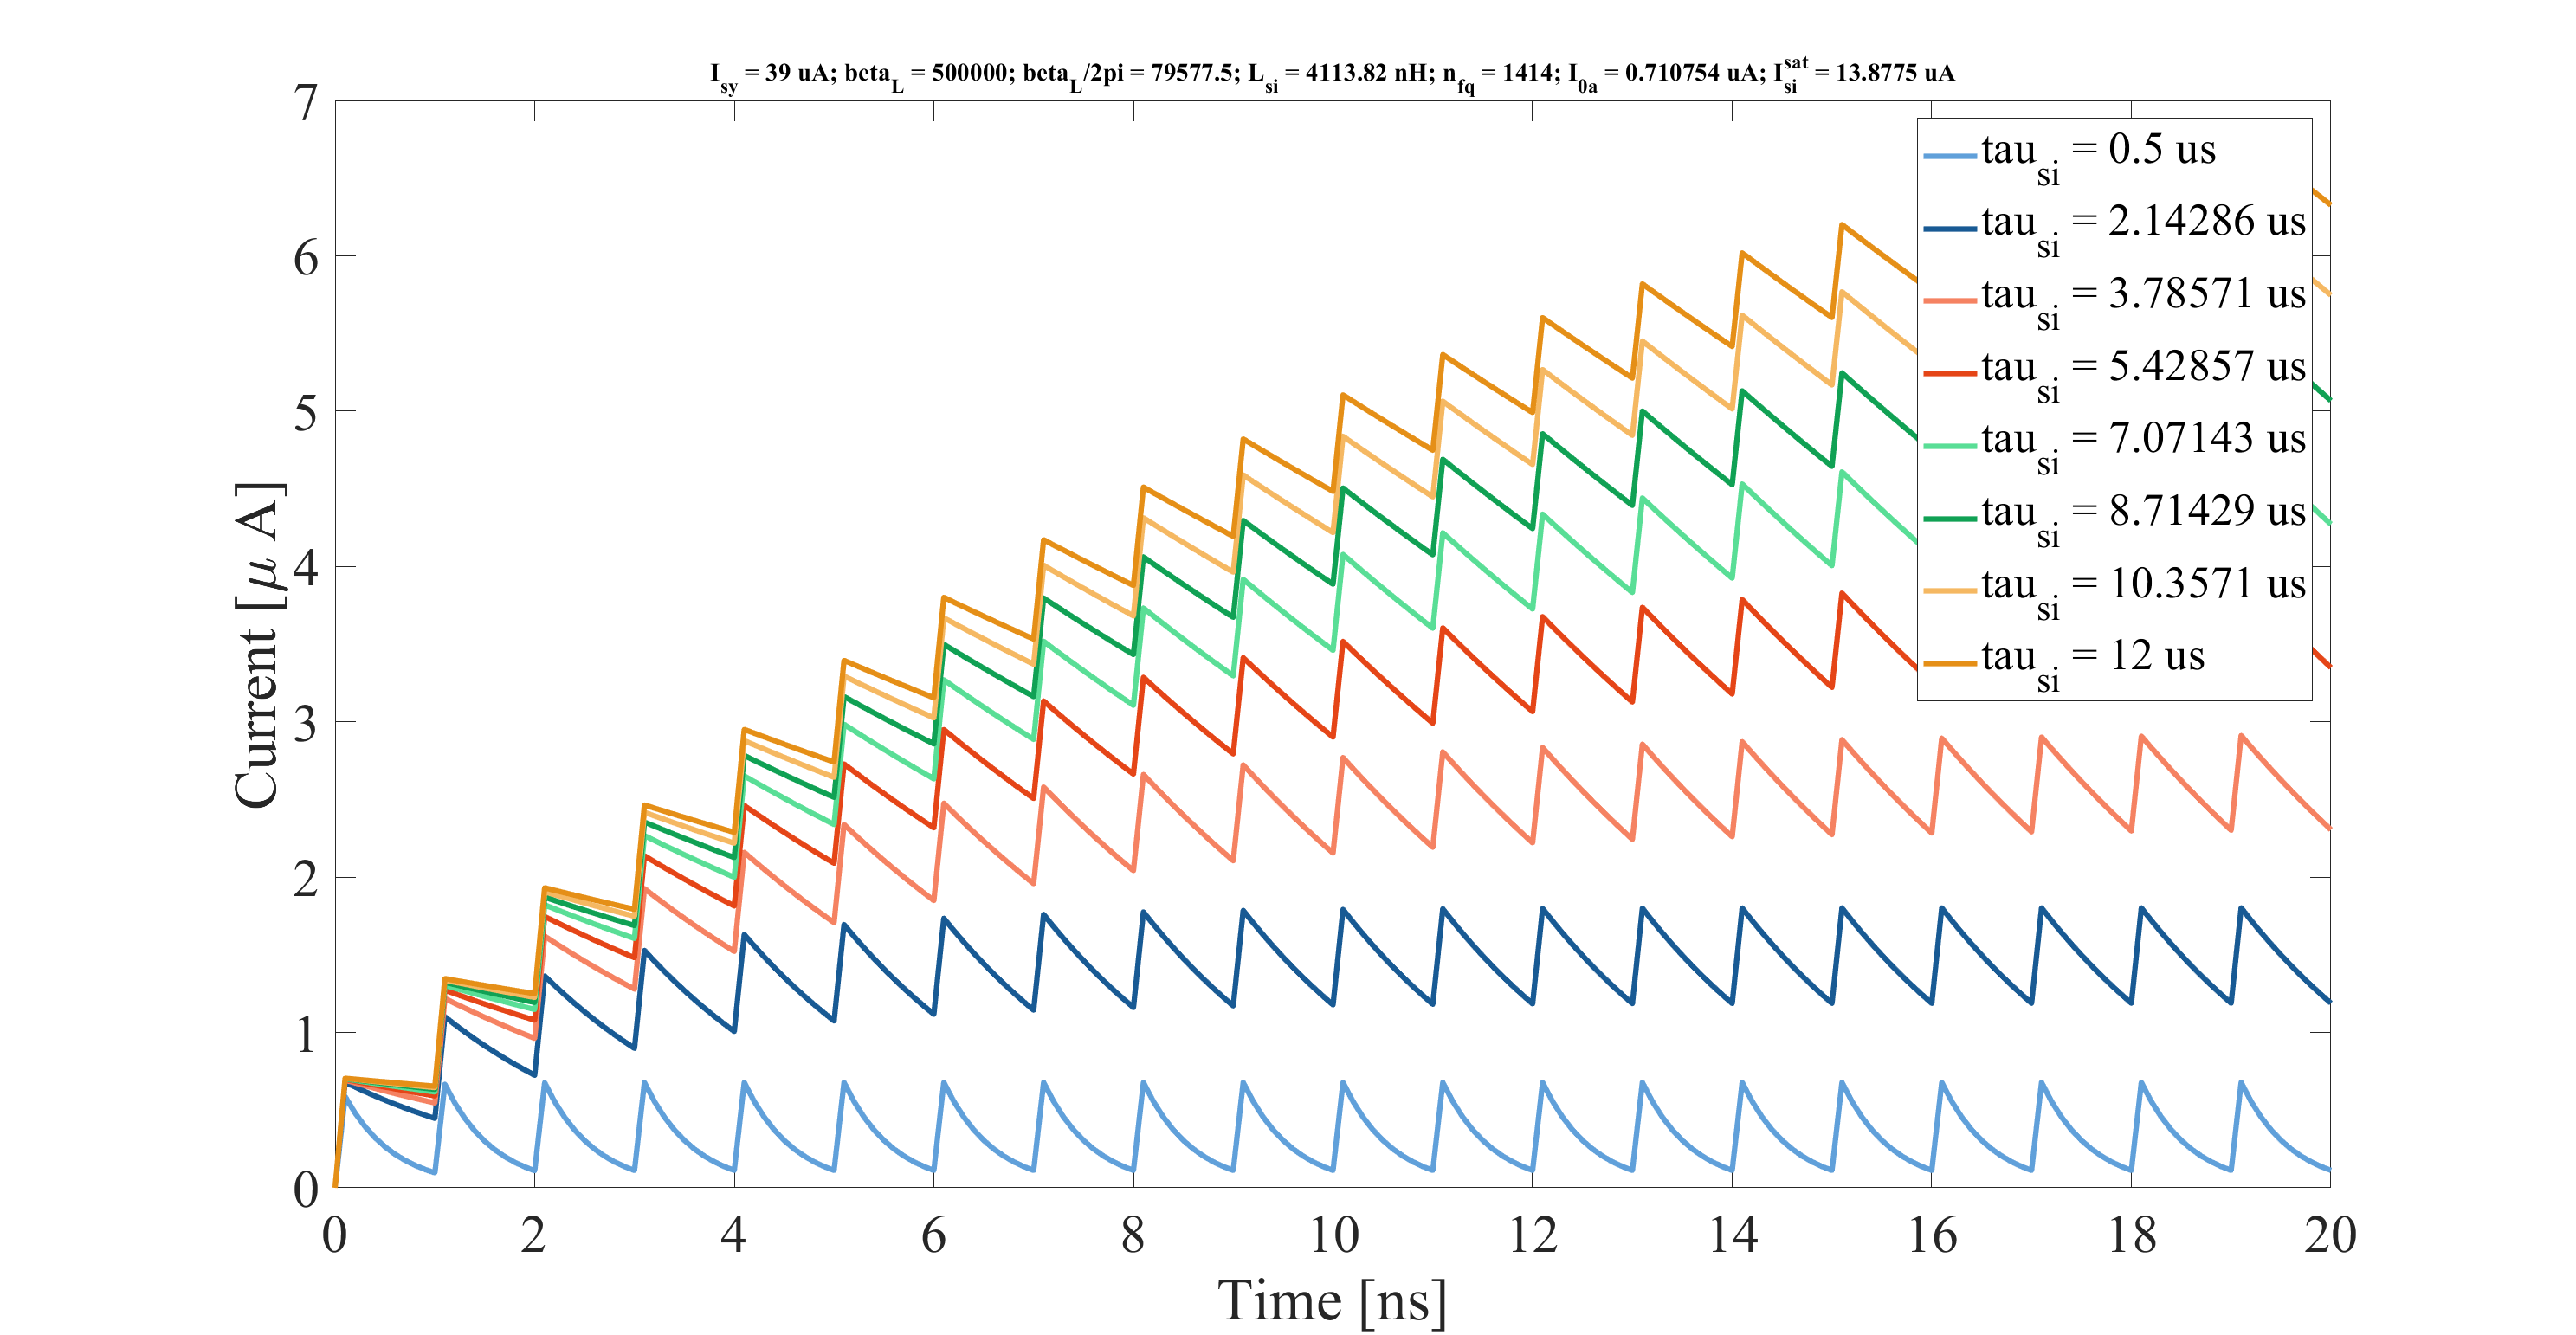 I_sy = 39 uA; beta_L = 500000; beta_L/2pi = 79577.5; L_si = 4113.82 nH; n_fq = 1414; I_0a = 0.710754 uA; I_si^sat = 13.8775 uA
7
6
5
4
3
2
1
0
Current [μ A]
tau_si = 0.5 us
tau_si = 2.14286 us
tau_si = 3.78571 us
tau_si = 5.42857 us
tau_si = 7.07143 us
tau_si = 8.71429 us
tau_si = 10.3571 us
tau_si = 12 us
0 2 4 6 8 10 12 14 16 18 20
Time [ns]